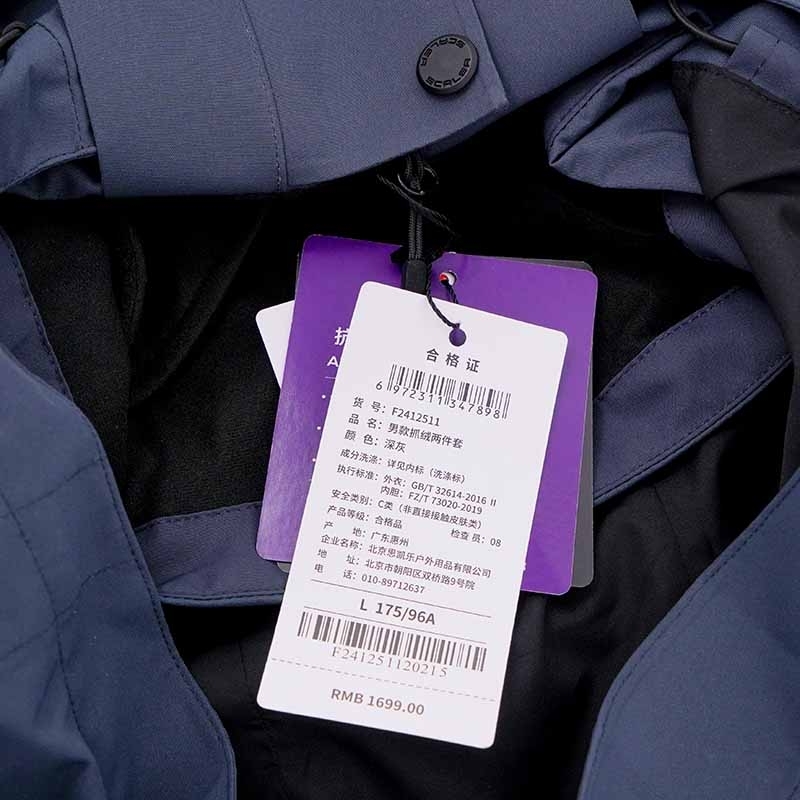 SCALER
SCALER
抗
A
合格证
6 972311 347898
货 号: F2412511
品 名: 男款抓绒两件套
颜 色: 深灰
成分洗涤: 详见内标 (洗涤标)
执行标准: 外衣: GB/T 32614-2016 II
内胆: FZ/T 73020-2019
安全类别: C类 (非直接接触皮肤类)
产品等级: 合格品 检查员: 08
产 地: 广东惠州
企业名称: 北京思凯乐户外用品有限公司
地 址: 北京市朝阳区双桥路50号院
电 话: 010-89712637
L 175/96A
F241251120215
RMB 1699.00